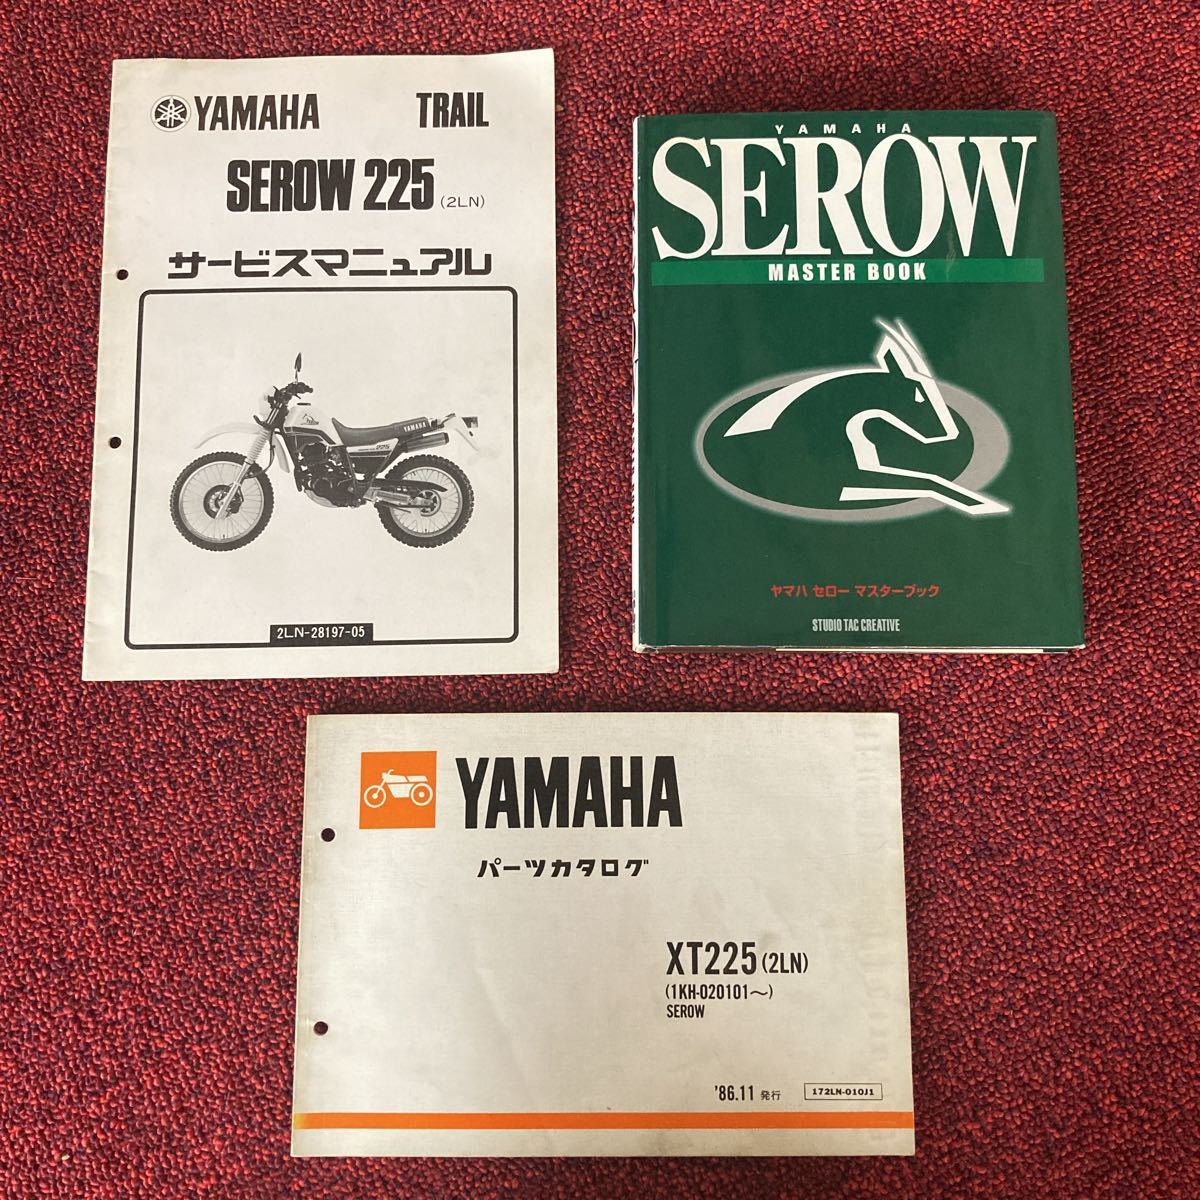 YAMAHA TRAIL
SEROW 225 (2LN)
サービスマニュアル
YAMAHA
225
2LN-28197-05
YAMAHA
SEROW
MASTER BOOK
ヤマハ セロー マスターブック
STUDIO TAC CREATIVE
YAMAHA
パーツカタログ
XT225 (2LN)
(1KH-020101〜)
SEROW
'86.11 発行
172LN-010J1